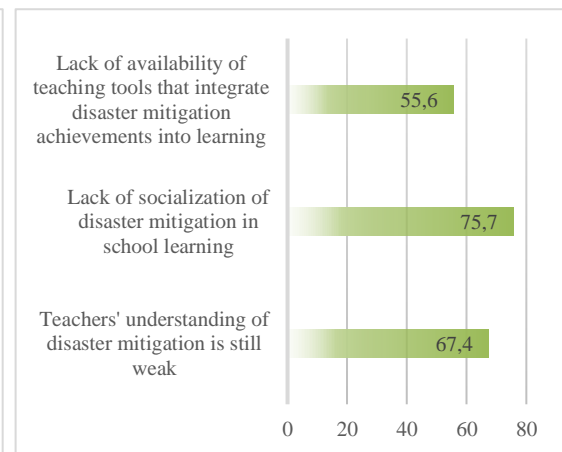 Lack of availability of
teaching tools that integrate
disaster mitigation
achievements into learning
55,6
Lack of socialization of
disaster mitigation in
school learning
75,7
Teachers' understanding of
disaster mitigation is still
weak
67,4
0 20 40 60 80